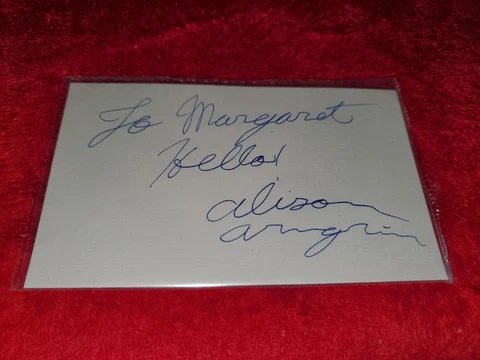 To Margaret
Hello!
Alison
Arngrim